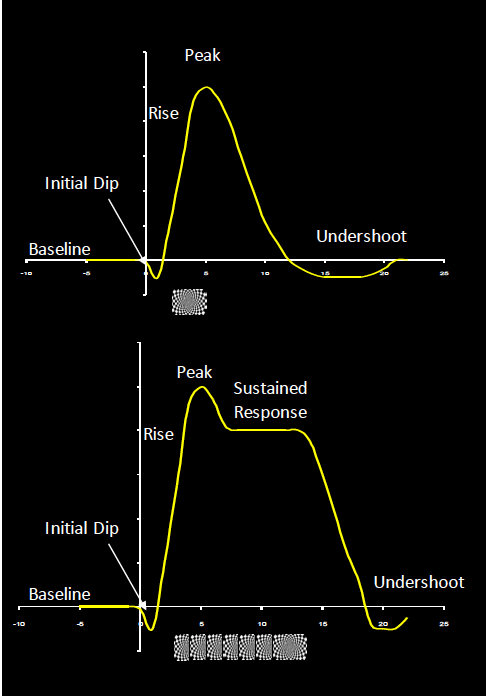 Peak
Rise
Initial Dip
Baseline
Undershoot
-10 -5 0 5 10 15 20 25
Peak
Sustained
Response
Rise
Initial Dip
Baseline
Undershoot
-10 -5 0 5 10 15 20 25